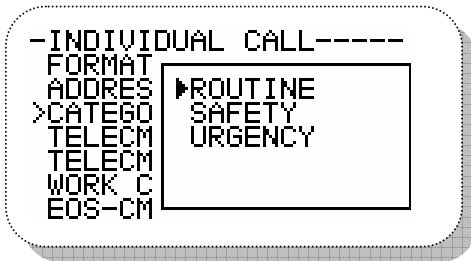 -INDIVIDUAL CALL-----
FORMAT
ADDRES
>CATEGO
TELECM
TELECM
WORK C
EOS-CM
▶ROUTINE
SAFETY
URGENCY